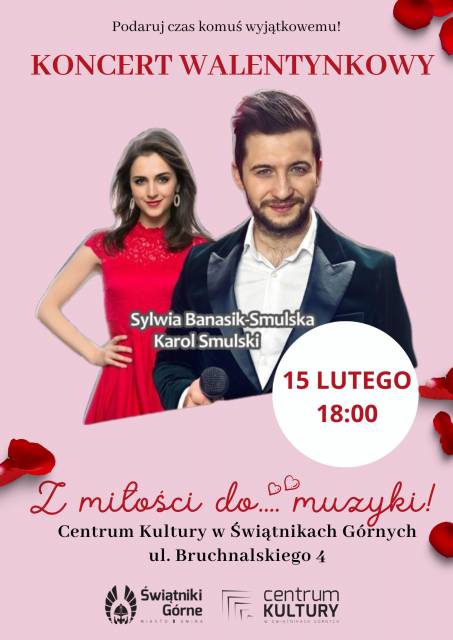 Podaruj czas komuś wyjątkowemu!
KONCERT WALENTYNKOWY
Sylwia Banasik-Smulska
Karol Smulski
15 LUTEGO
18:00
Z miłości do.... muzyki!
Centrum Kultury w Świątnikach Górnych
ul. Bruchnalskiego 4
Świątniki
Górne
MIASTO I GMINA
centrum
KULTURY
W ŚWIĄTNIKACH GÓRNYCH